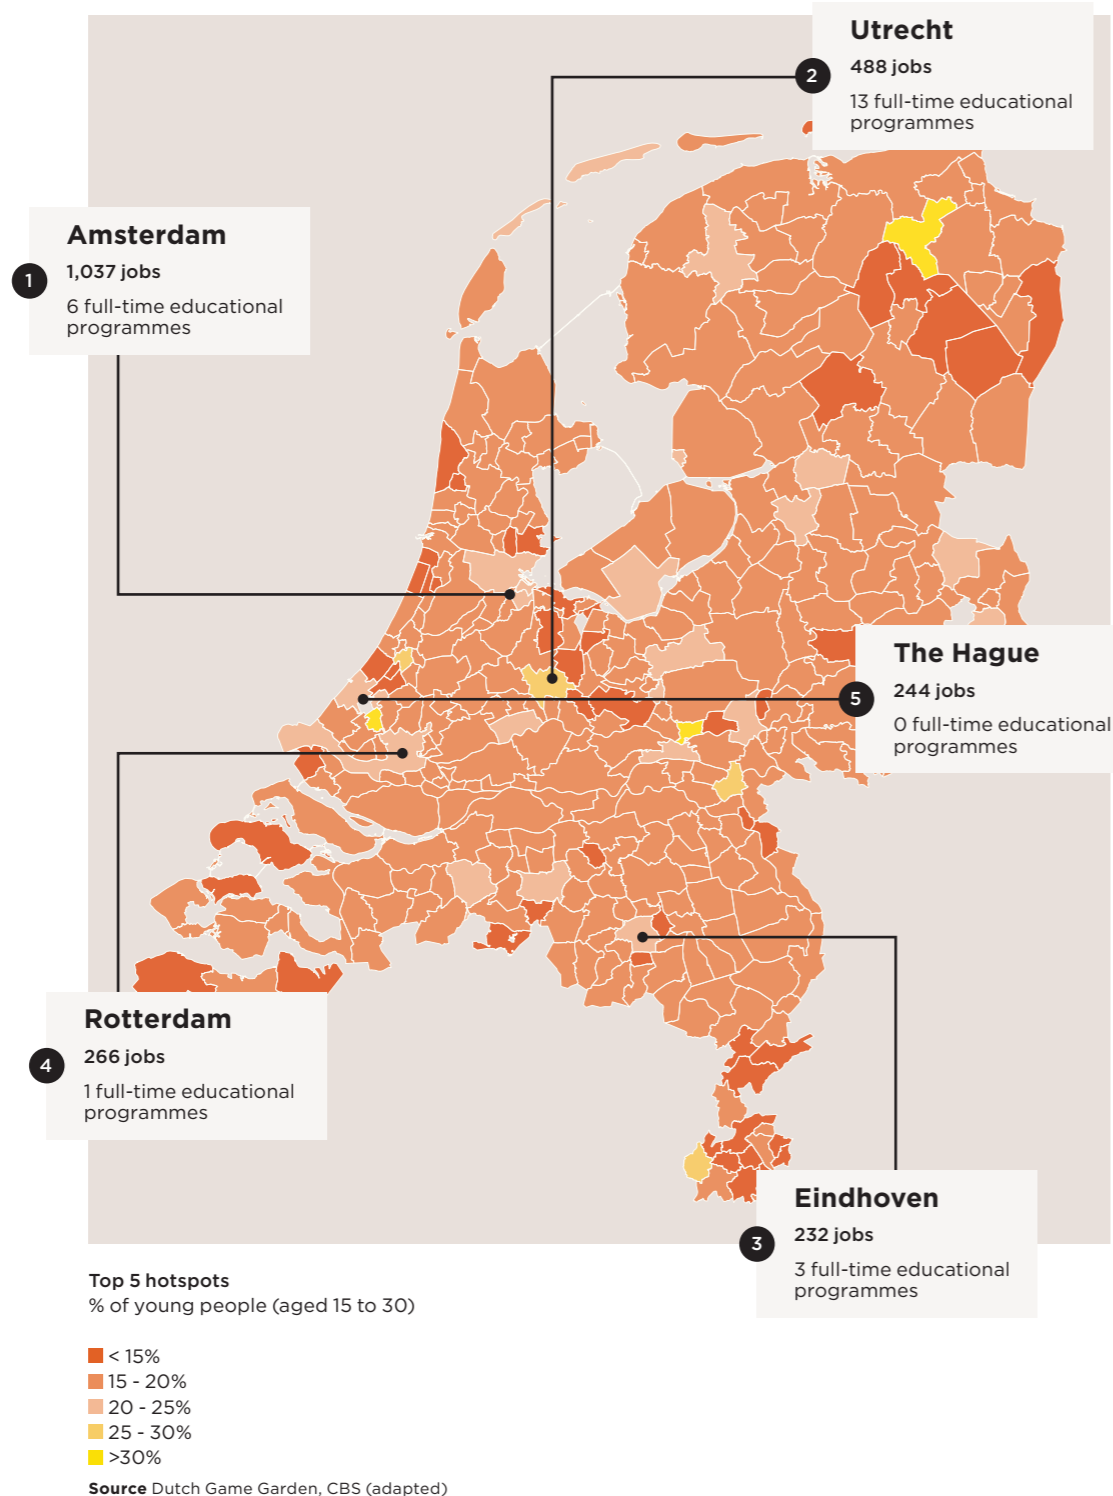 2
Utrecht
488 jobs
13 full-time educational
programmes
1
Amsterdam
1,037 jobs
6 full-time educational
programmes
5
The Hague
244 jobs
0 full-time educational
programmes
4
Rotterdam
266 jobs
1 full-time educational
programmes
3
Eindhoven
232 jobs
3 full-time educational
programmes
Top 5 hotspots
% of young people (aged 15 to 30)
< 15%
15 - 20%
20 - 25%
25 - 30%
>30%
Source Dutch Game Garden, CBS (adapted)